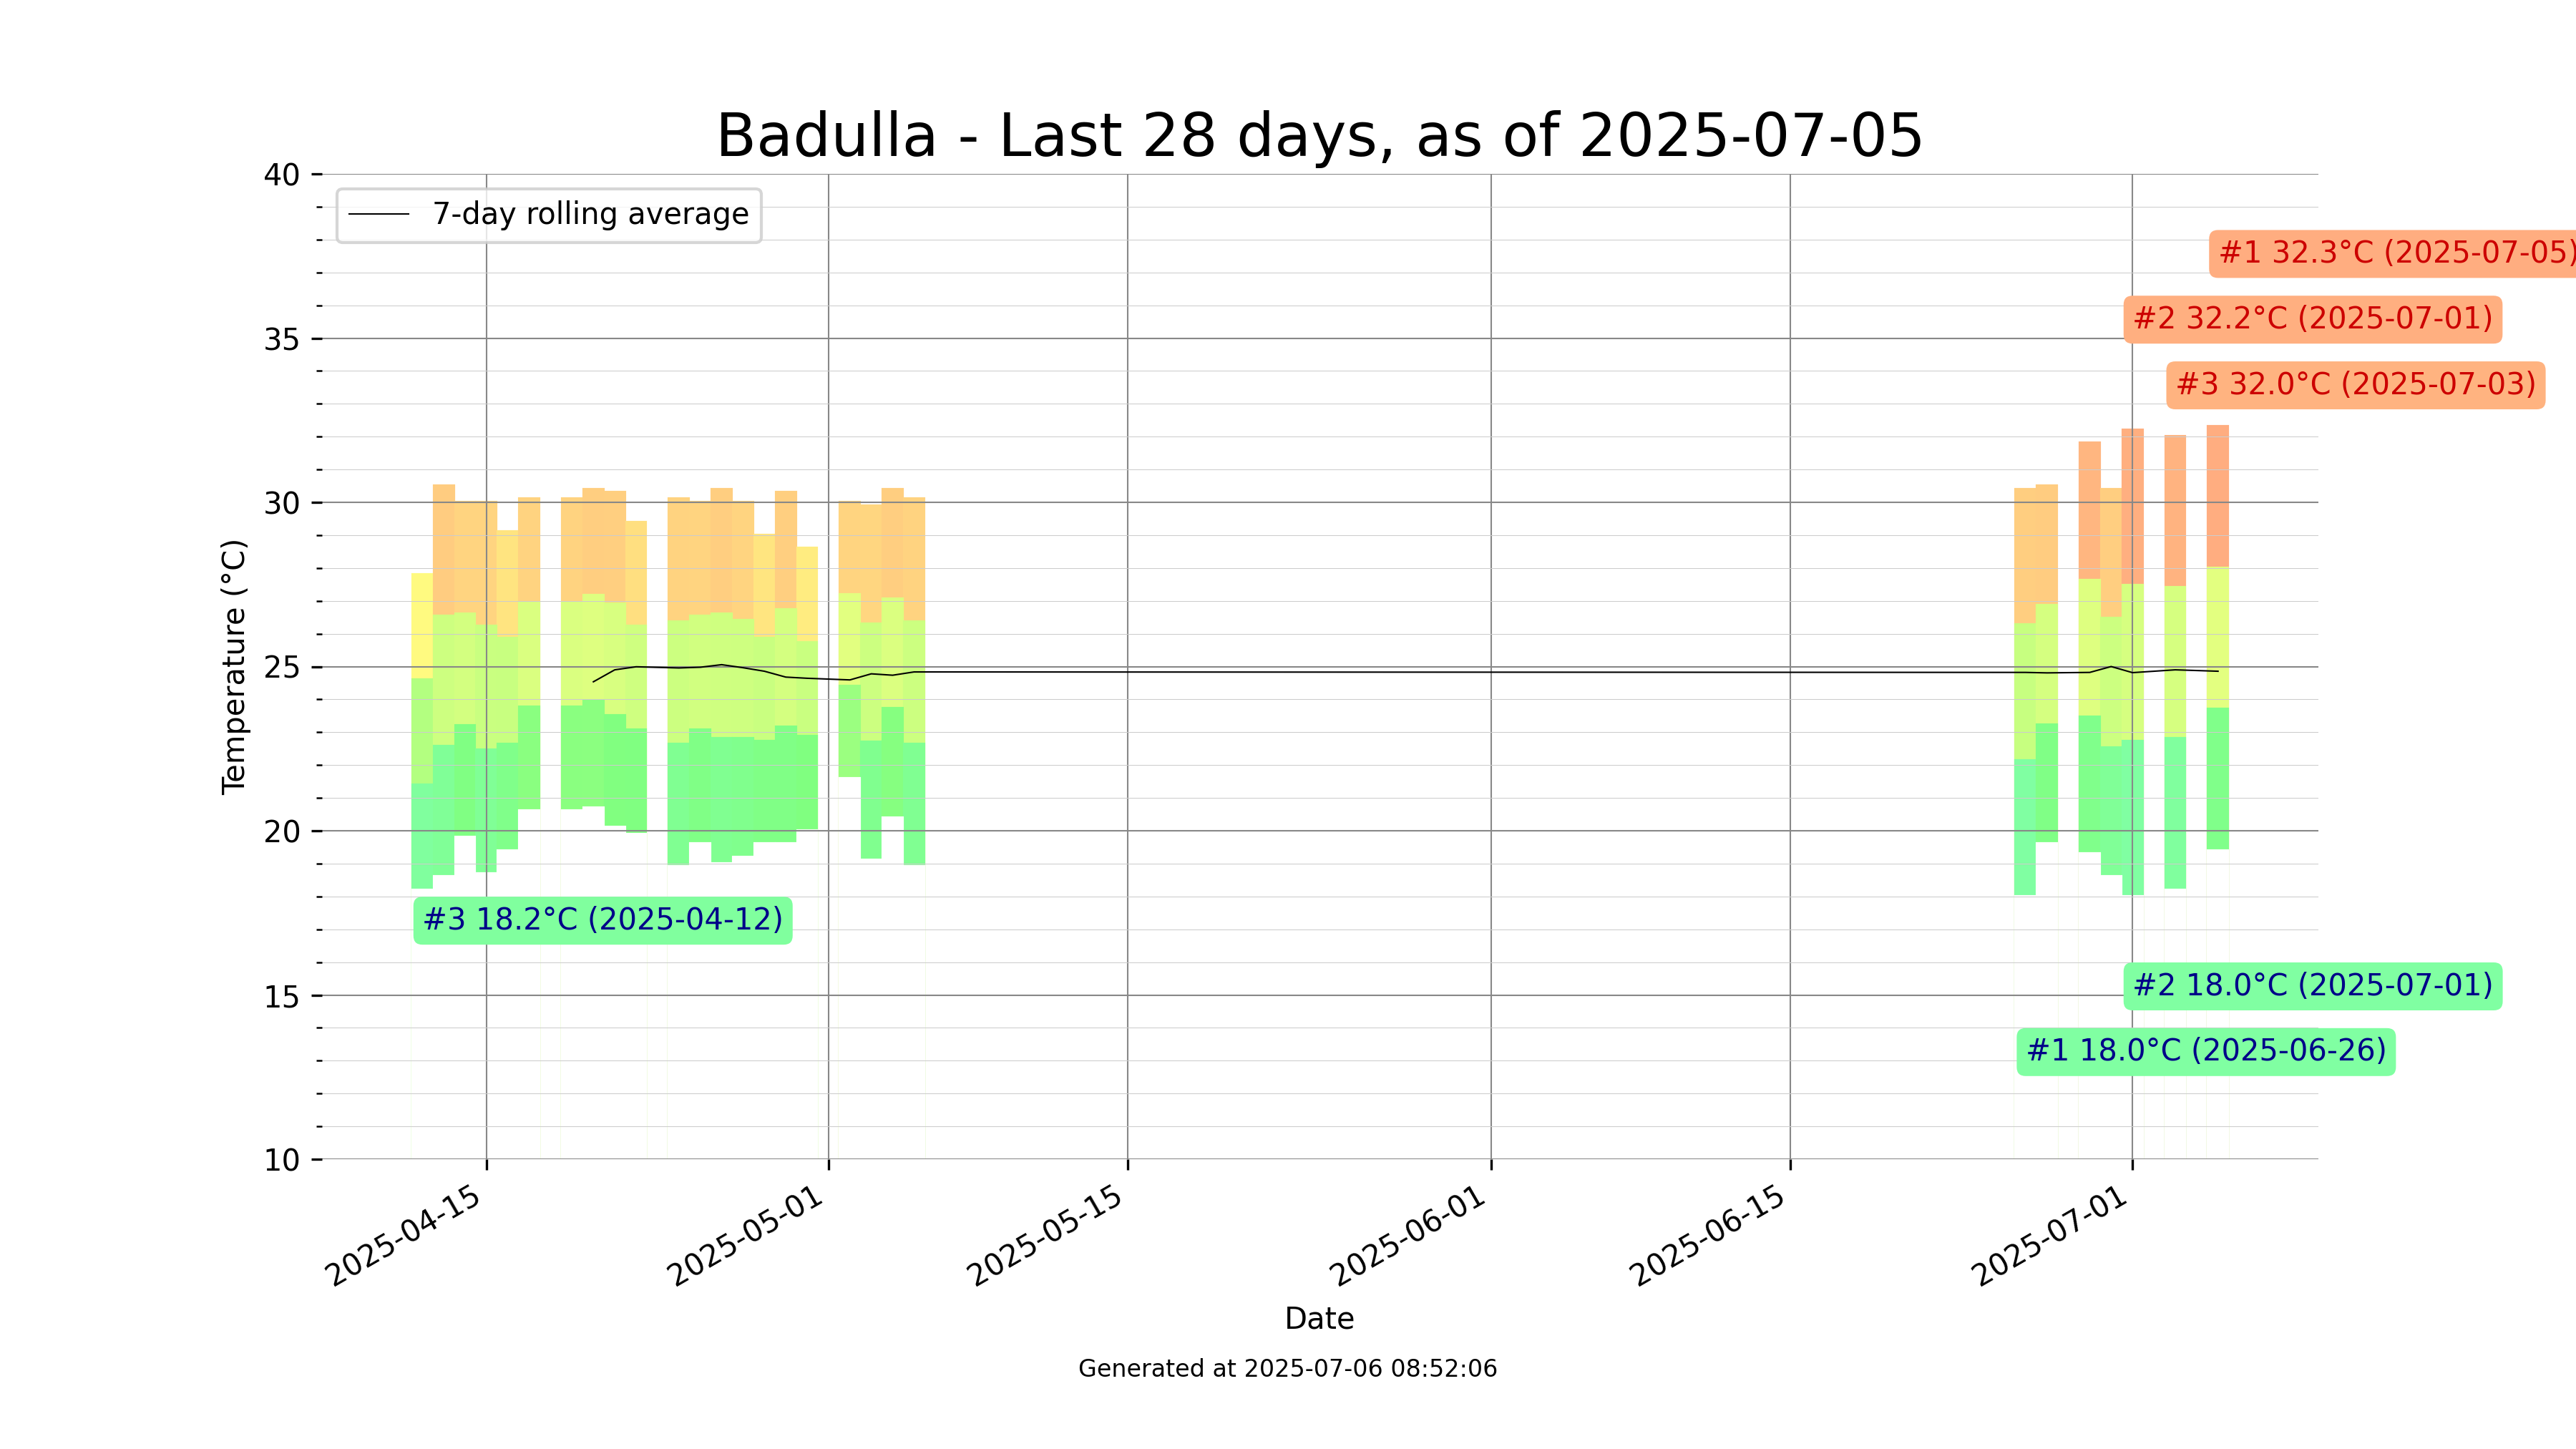 Badulla - Last 28 days, as of 2025-07-05
40
35
30
25
20
15
10
Temperature (°C)
7-day rolling average
#1 32.3°C (2025-07-05)
#2 32.2°C (2025-07-01)
#3 32.0°C (2025-07-03)
#3 18.2°C (2025-04-12)
#2 18.0°C (2025-07-01)
#1 18.0°C (2025-06-26)
2025-04-15
2025-05-01
2025-05-15
2025-06-01
2025-06-15
2025-07-01
Date
Generated at 2025-07-06 08:52:06